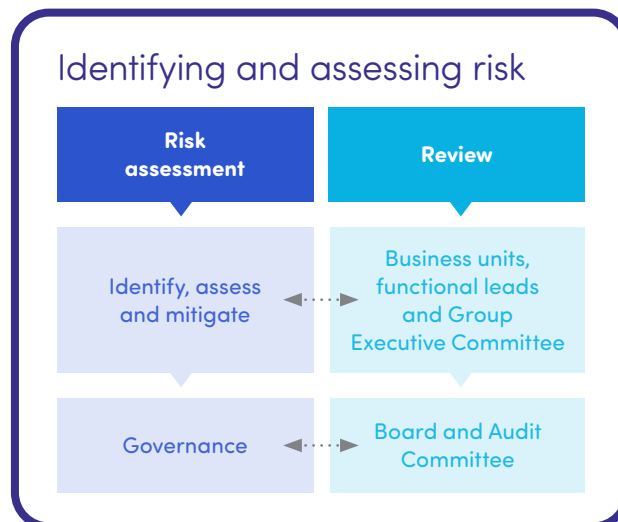 Identifying and assessing risk
Risk
assessment
Review
Identify, assess
and mitigate
Business units,
functional leads
and Group
Executive Committee
Governance
Board and Audit
Committee